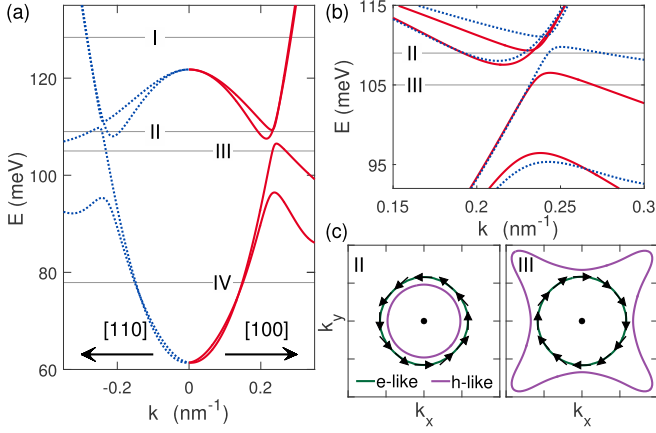 (a)
I
II
III
IV
[110]
[100]
E (meV)
120
100
80
60
-0.2
0
0.2
k (nm⁻¹)
(b)
115
II
III
E (meV)
105
95
0.15
0.2
0.25
0.3
k (nm⁻¹)
(c)
II
e-like
h-like
k_y
k_x
III
k_x